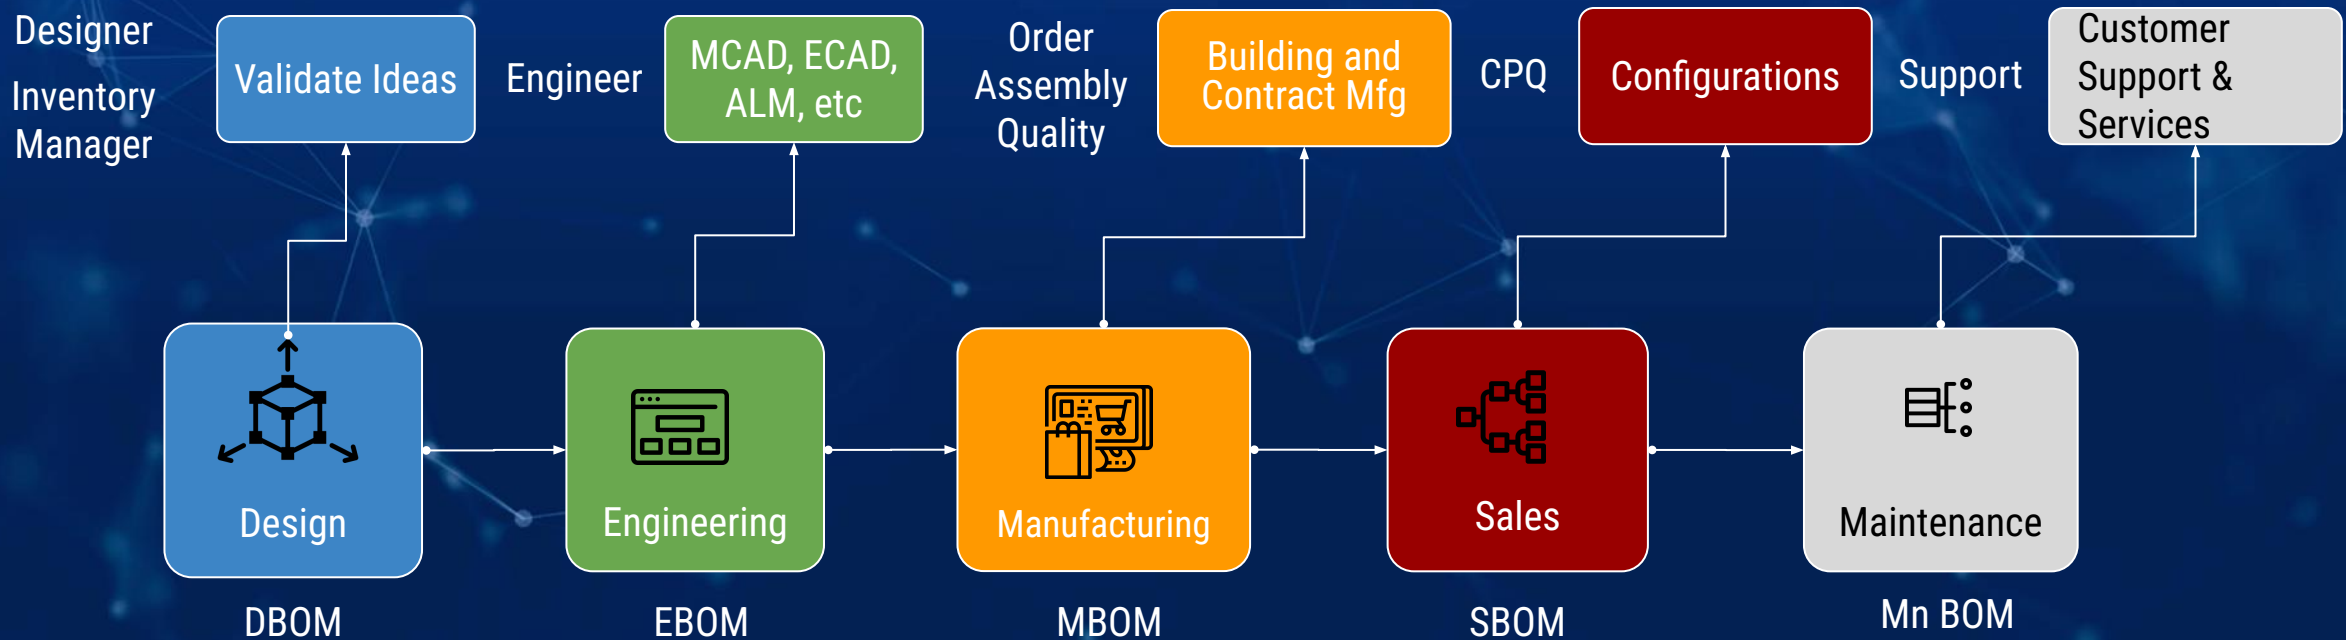 Designer
Inventory
Manager
Validate Ideas
Engineer
MCAD, ECAD,
ALM, etc
Order
Assembly
Quality
Building and
Contract Mfg
CPQ
Configurations
Support
Customer
Support &
Services
Design
Engineering
Manufacturing
Sales
Maintenance
DBOM
EBOM
MBOM
SBOM
Mn BOM